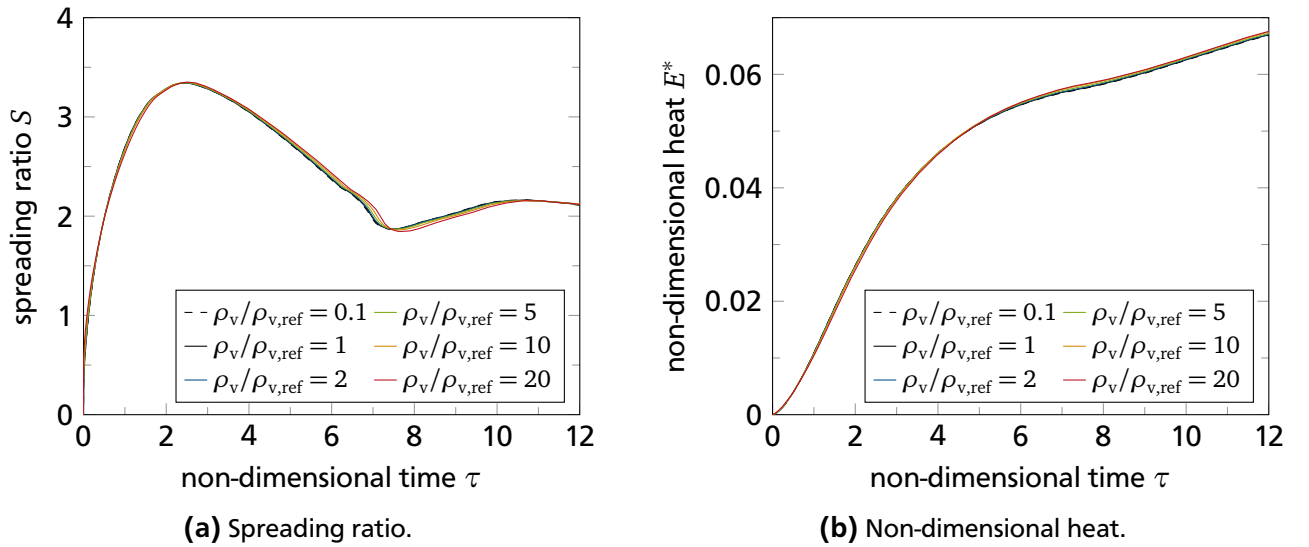 4
3
2
1
0
spreading ratio S
0 2 4 6 8 10 12
non-dimensional time τ
- - ρv/ρv,ref = 0.1 — ρv/ρv,ref = 5
— ρv/ρv,ref = 1 — ρv/ρv,ref = 10
— ρv/ρv,ref = 2 — ρv/ρv,ref = 20
(a) Spreading ratio.
0.06
0.04
0.02
0
non-dimensional heat E*
0 2 4 6 8 10 12
non-dimensional time τ
- - ρv/ρv,ref = 0.1 — ρv/ρv,ref = 5
— ρv/ρv,ref = 1 — ρv/ρv,ref = 10
— ρv/ρv,ref = 2 — ρv/ρv,ref = 20
(b) Non-dimensional heat.